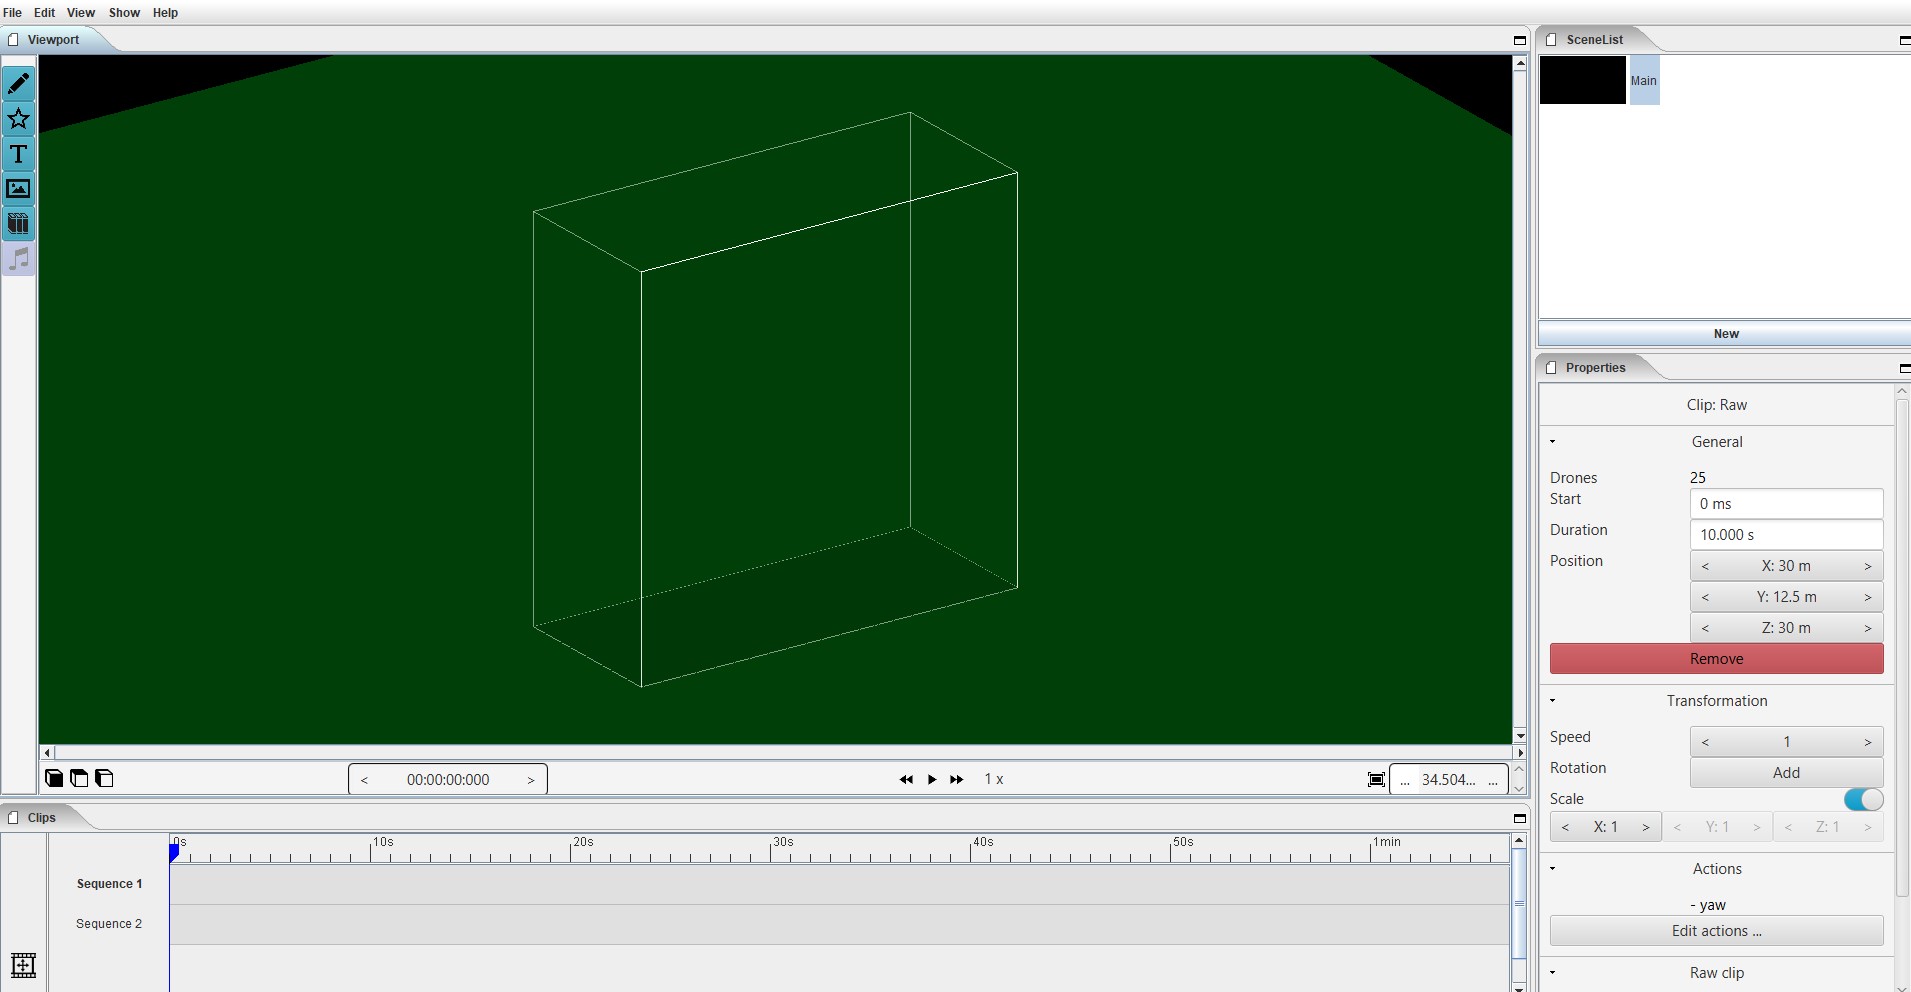 File Edit View Show Help
Viewport
SceneList
Main
New
Properties
Clip: Raw
General
Drones 25
Start 0 ms
Duration 10.000 s
Position < X: 30 m >
< Y: 12.5 m >
< Z: 30 m >
Remove
Transformation
Speed < 1 >
Rotation Add
Scale
< X: 1 > < Y: 1 > < Z: 1 >
Actions
- yaw
Edit actions ...
Raw clip
< 00:00:00:000 > 1 x ... 34.504... ...
Clips
0s 10s 20s 30s 40s 50s 1min
Sequence 1
Sequence 2